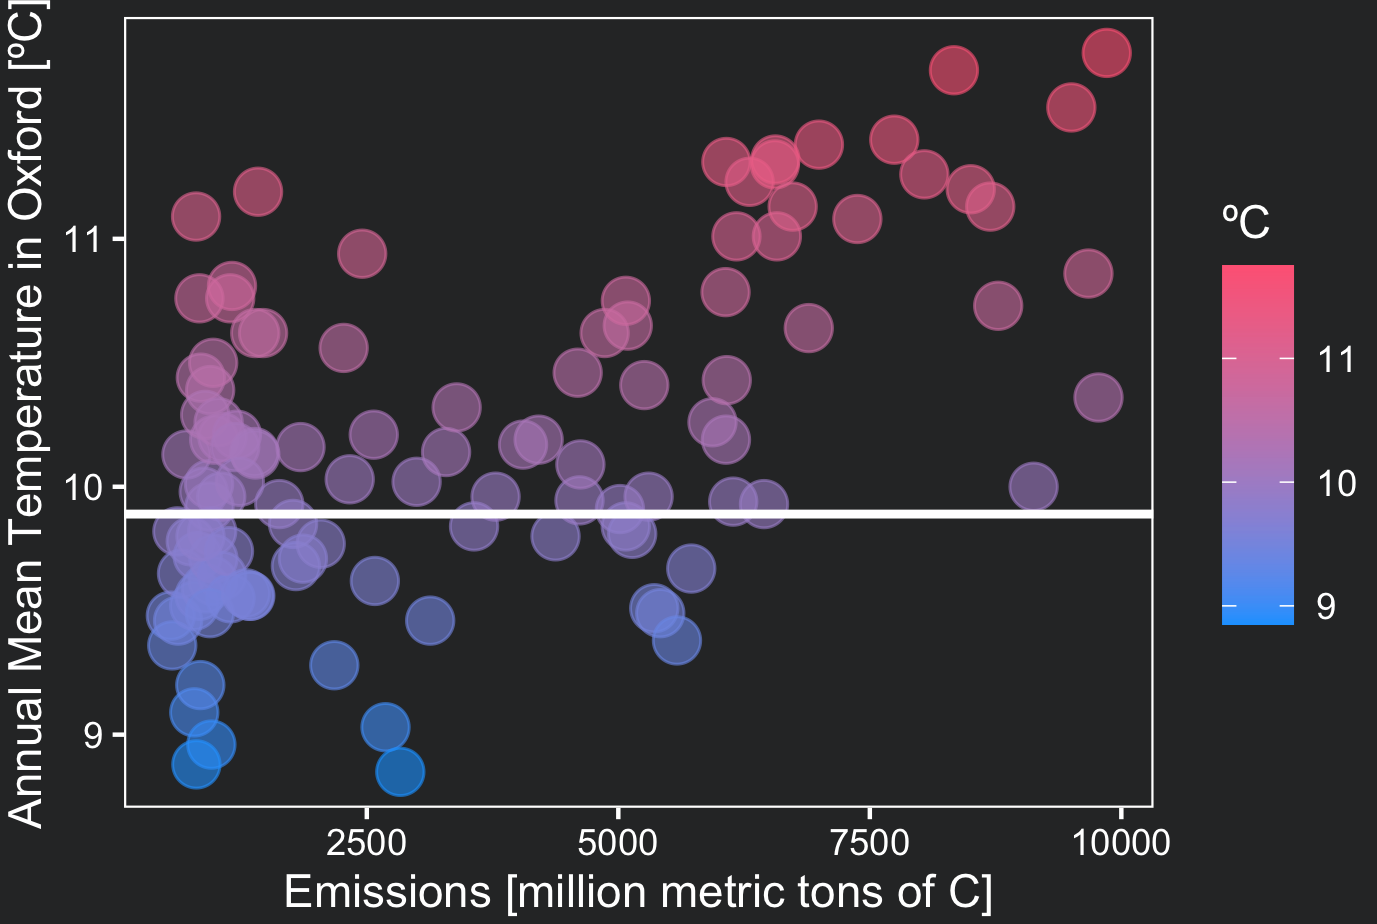 Annual Mean Temperature in Oxford [ºC]
11
10
9
2500 5000 7500 10000
Emissions [million metric tons of C]
ºC
11
10
9